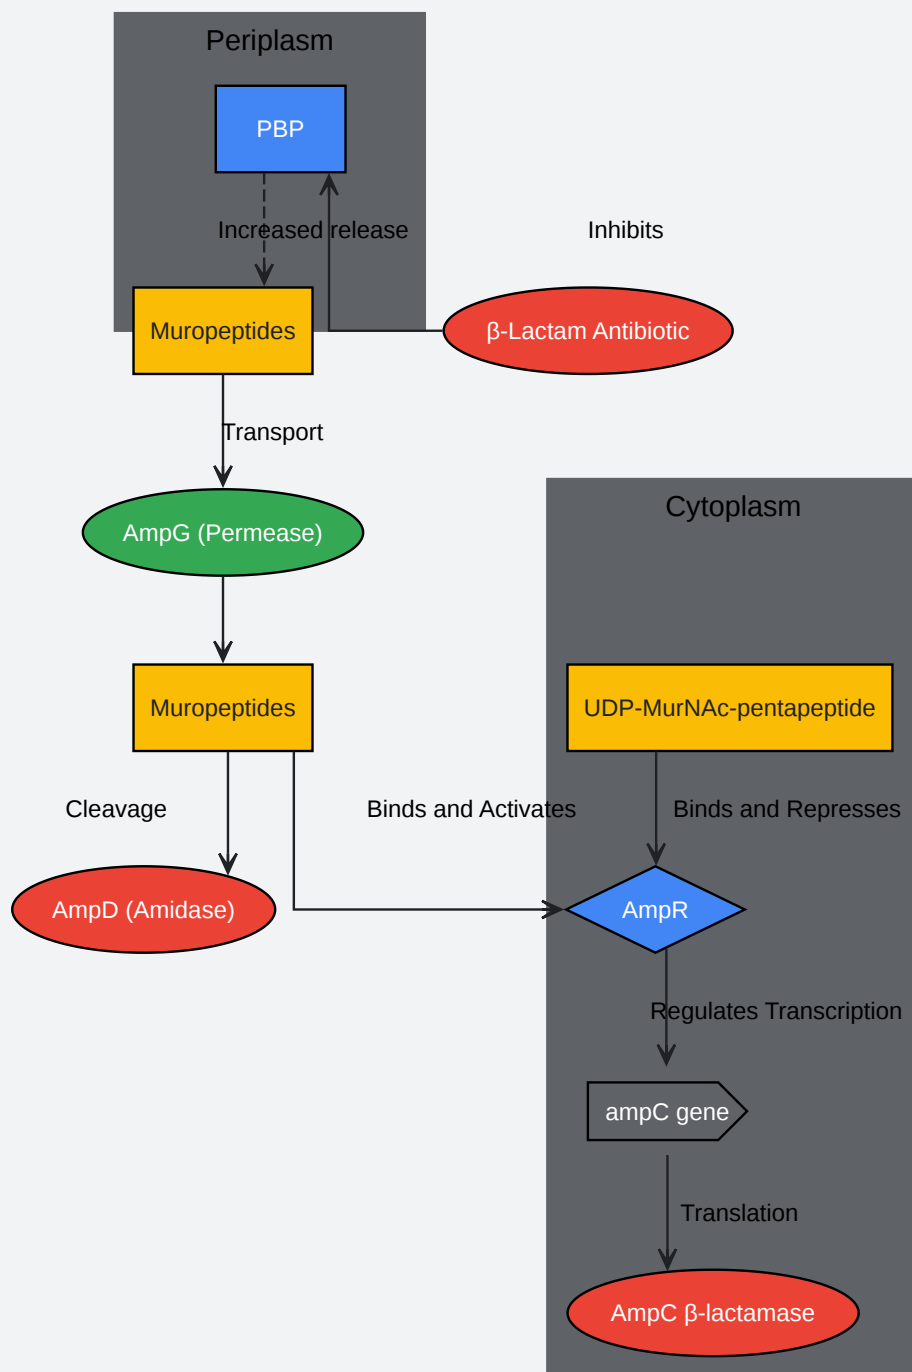 Periplasm
PBP
Increased release
Inhibits
Muropeptides
β-Lactam Antibiotic
Transport
Cytoplasm
AmpG (Permease)
Muropeptides
UDP-MurNAc-pentapeptide
Cleavage
Binds and Activates
Binds and Represses
AmpD (Amidase)
AmpR
Regulates Transcription
ampC gene
Translation
AmpC β-lactamase